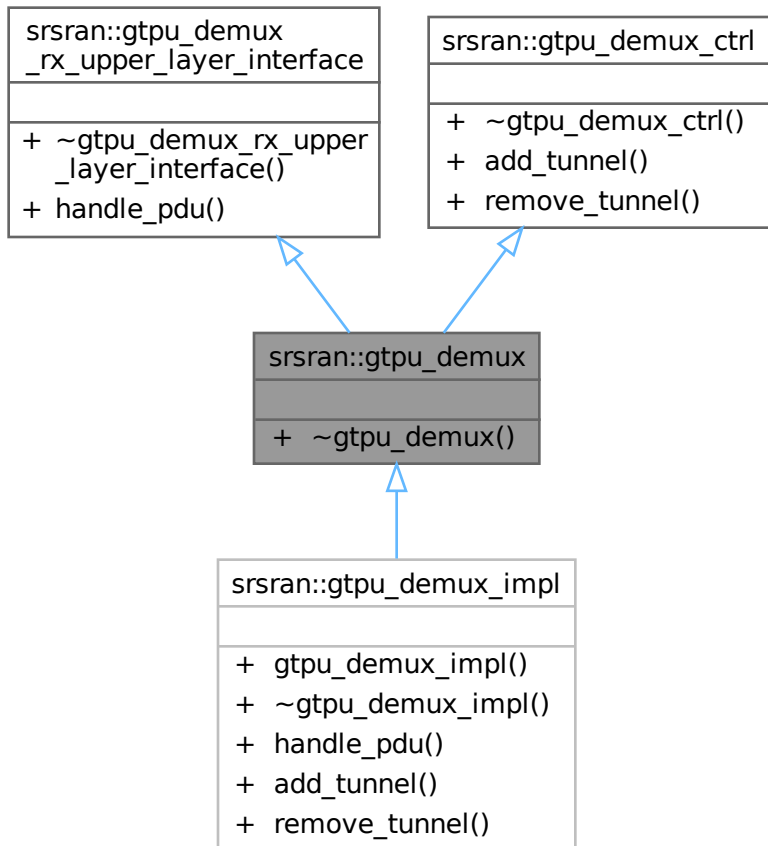 srsran::gtpu_demux
_rx_upper_layer_interface
+ ~gtpu_demux_rx_upper
_layer_interface()
+ handle_pdu()
srsran::gtpu_demux_ctrl
+ ~gtpu_demux_ctrl()
+ add_tunnel()
+ remove_tunnel()
srsran::gtpu_demux
+ ~gtpu_demux()
srsran::gtpu_demux_impl
+ gtpu_demux_impl()
+ ~gtpu_demux_impl()
+ handle_pdu()
+ add_tunnel()
+ remove_tunnel()